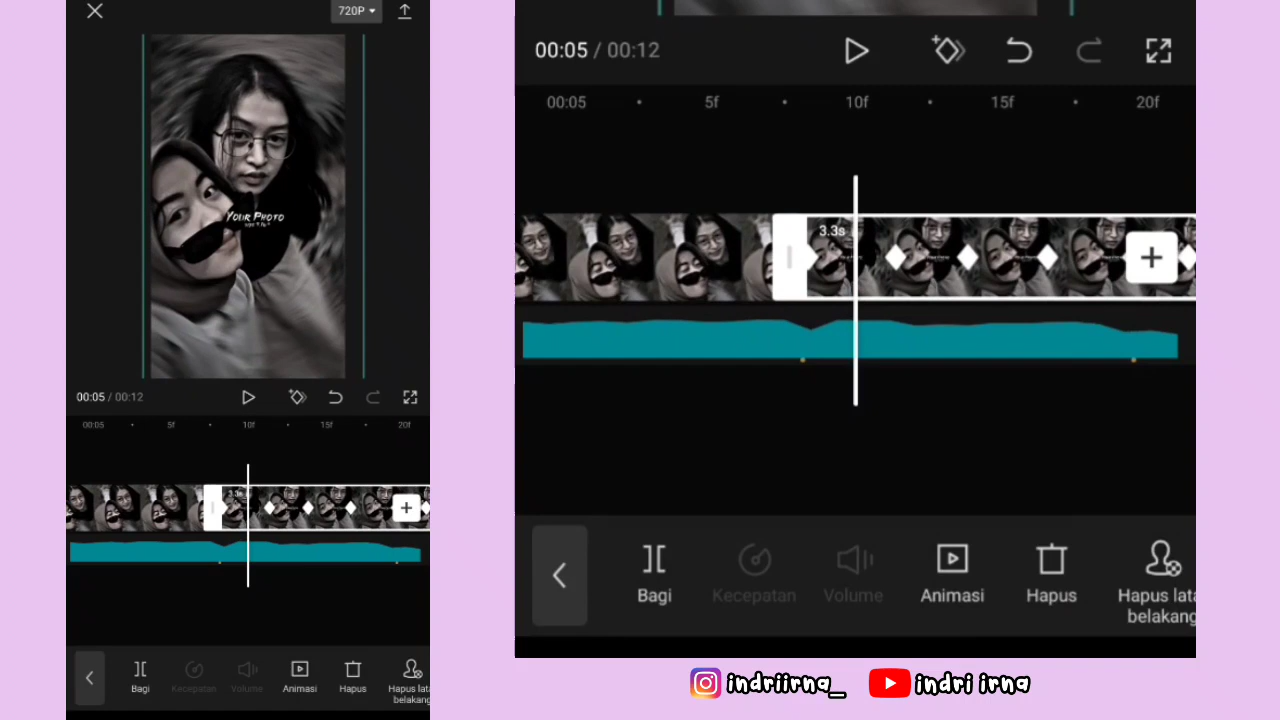 720P
YOUR PHOTO
00:05 / 00:12
00:05 5f 10f 15f 20f
3.3s
Bagi Kecepatan Volume Animasi Hapus Hapus lat
belakang
00:05 / 00:12
00:05 5f 10f 15f 20f
3.3s
Bagi Kecepatan Volume Animasi Hapus Hapus lata
belakang
indriirna_ indri irna